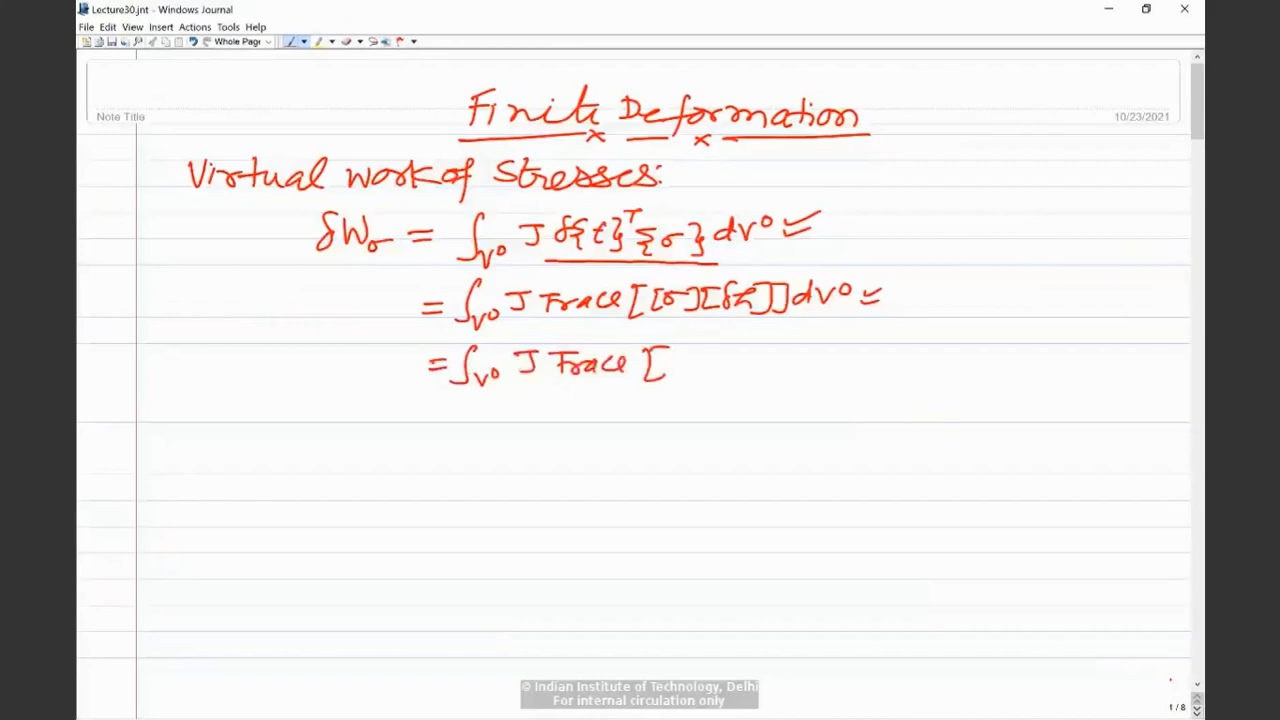 Lecture30.jnt - Windows Journal
File Edit View Insert Actions Tools Help
Whole Page
Finite Deformation
Note Title
10/23/2021
Virtual work of Stresses:
δWσ = ∫V⁰ J δ{ε}ᵀ{σ} dV⁰
= ∫V⁰ J Trace [[σ][δε]] dV⁰
= ∫V⁰ J Trace [
© Indian Institute of Technology, Delhi
For internal circulation only
1 / 8